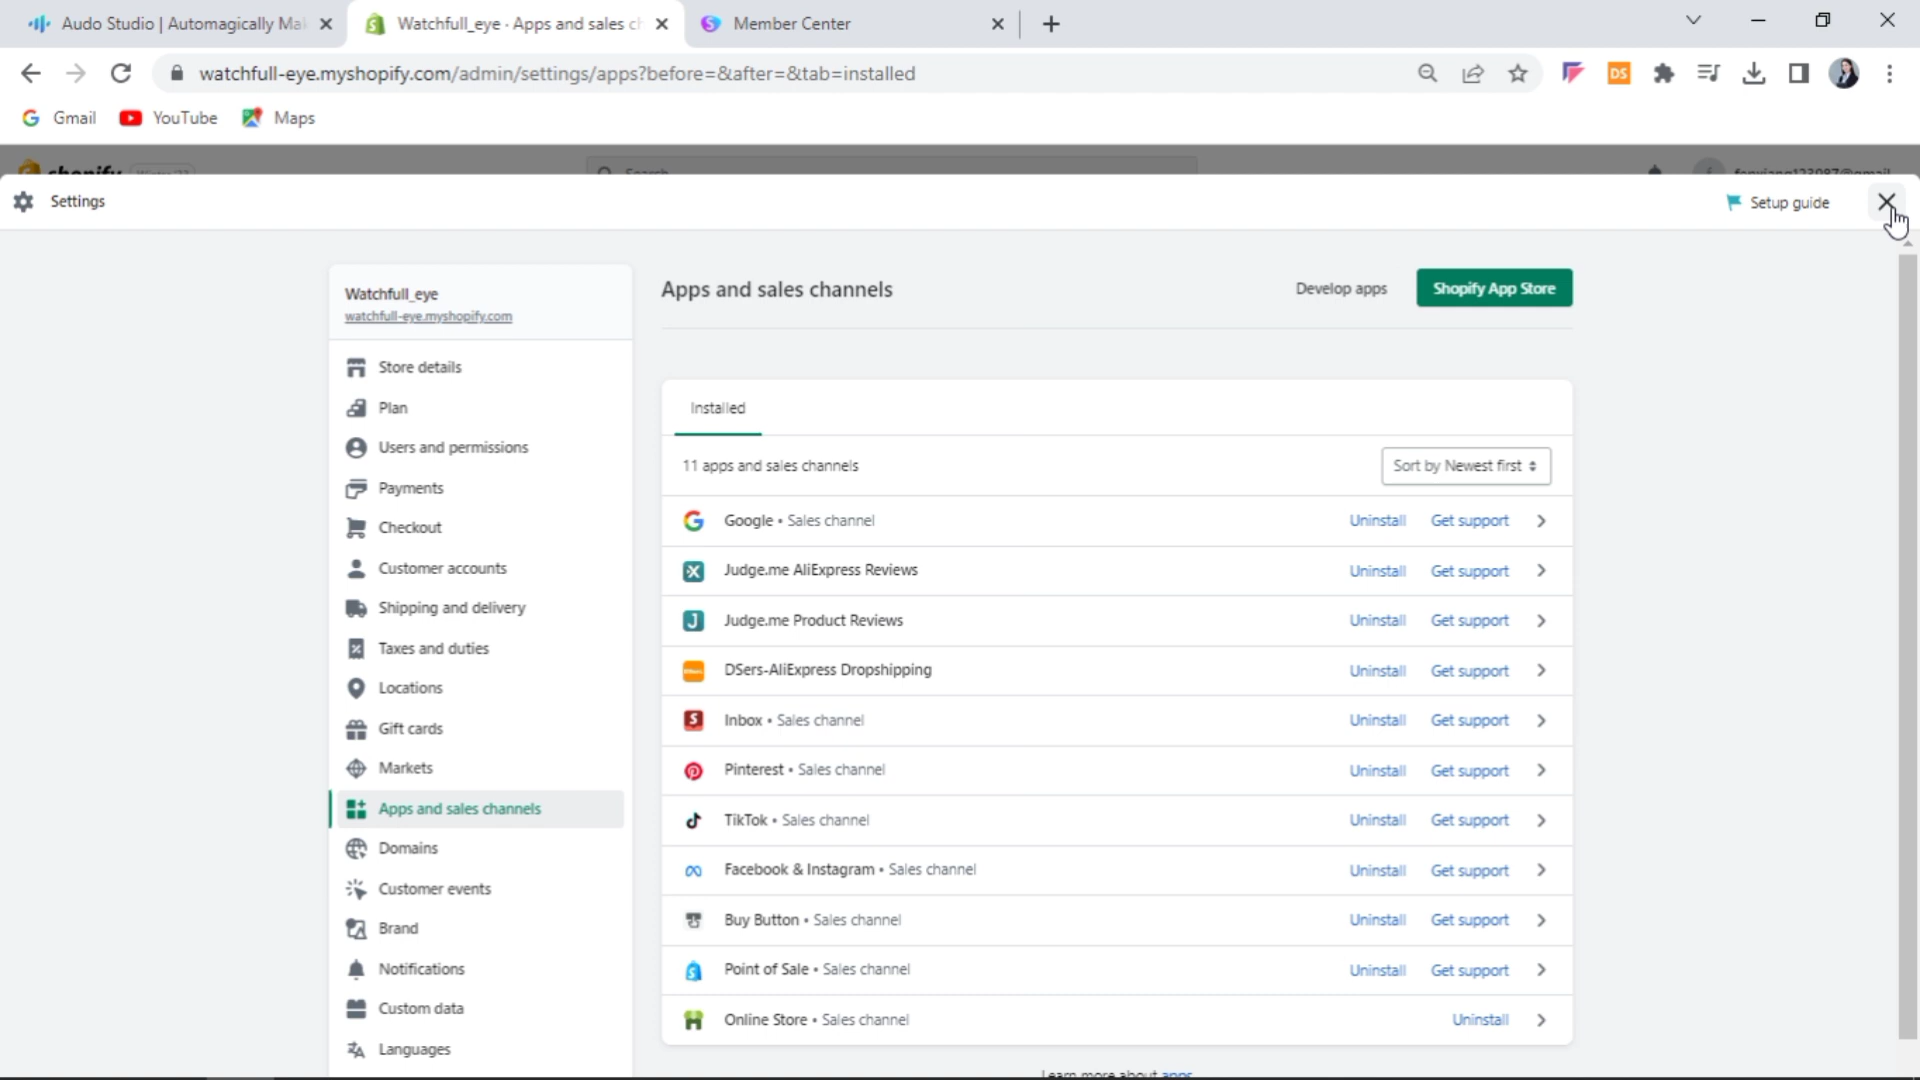 Audo Studio | Automagically Ma
Watchfull_eye · Apps and sales c
Member Center
watchfull-eye.myshopify.com/admin/settings/apps?before=&after=&tab=installed
DS
Gmail
YouTube
Maps
shopify
Search
Settings
Setup guide
Watchfull_eye
watchfull-eye.myshopify.com
Store details
Plan
Users and permissions
Payments
Checkout
Customer accounts
Shipping and delivery
Taxes and duties
Locations
Gift cards
Markets
Apps and sales channels
Domains
Customer events
Brand
Notifications
Custom data
Languages
Apps and sales channels
Develop apps
Shopify App Store
Installed
11 apps and sales channels
Sort by Newest first
Google • Sales channel Uninstall Get support
Judge.me AliExpress Reviews Uninstall Get support
Judge.me Product Reviews Uninstall Get support
DSers-AliExpress Dropshipping Uninstall Get support
Inbox • Sales channel Uninstall Get support
Pinterest • Sales channel Uninstall Get support
TikTok • Sales channel Uninstall Get support
Facebook & Instagram • Sales channel Uninstall Get support
Buy Button • Sales channel Uninstall Get support
Point of Sale • Sales channel Uninstall Get support
Online Store • Sales channel Uninstall
Learn more about apps